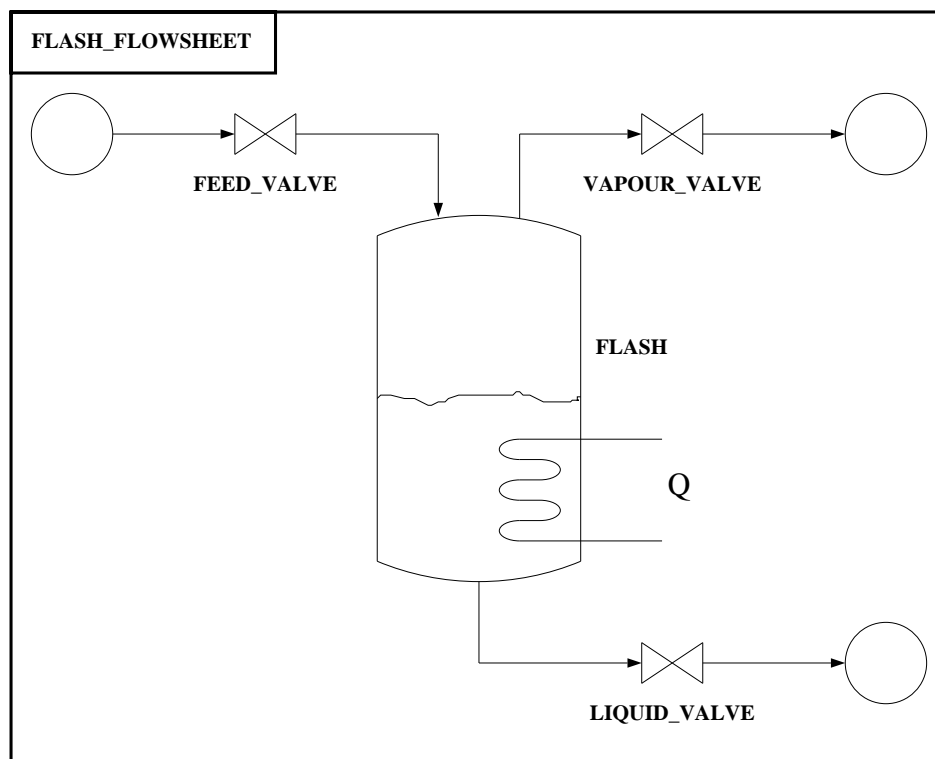 FLASH_FLOWSHEET
FEED_VALVE
VAPOUR_VALVE
FLASH
Q
LIQUID_VALVE